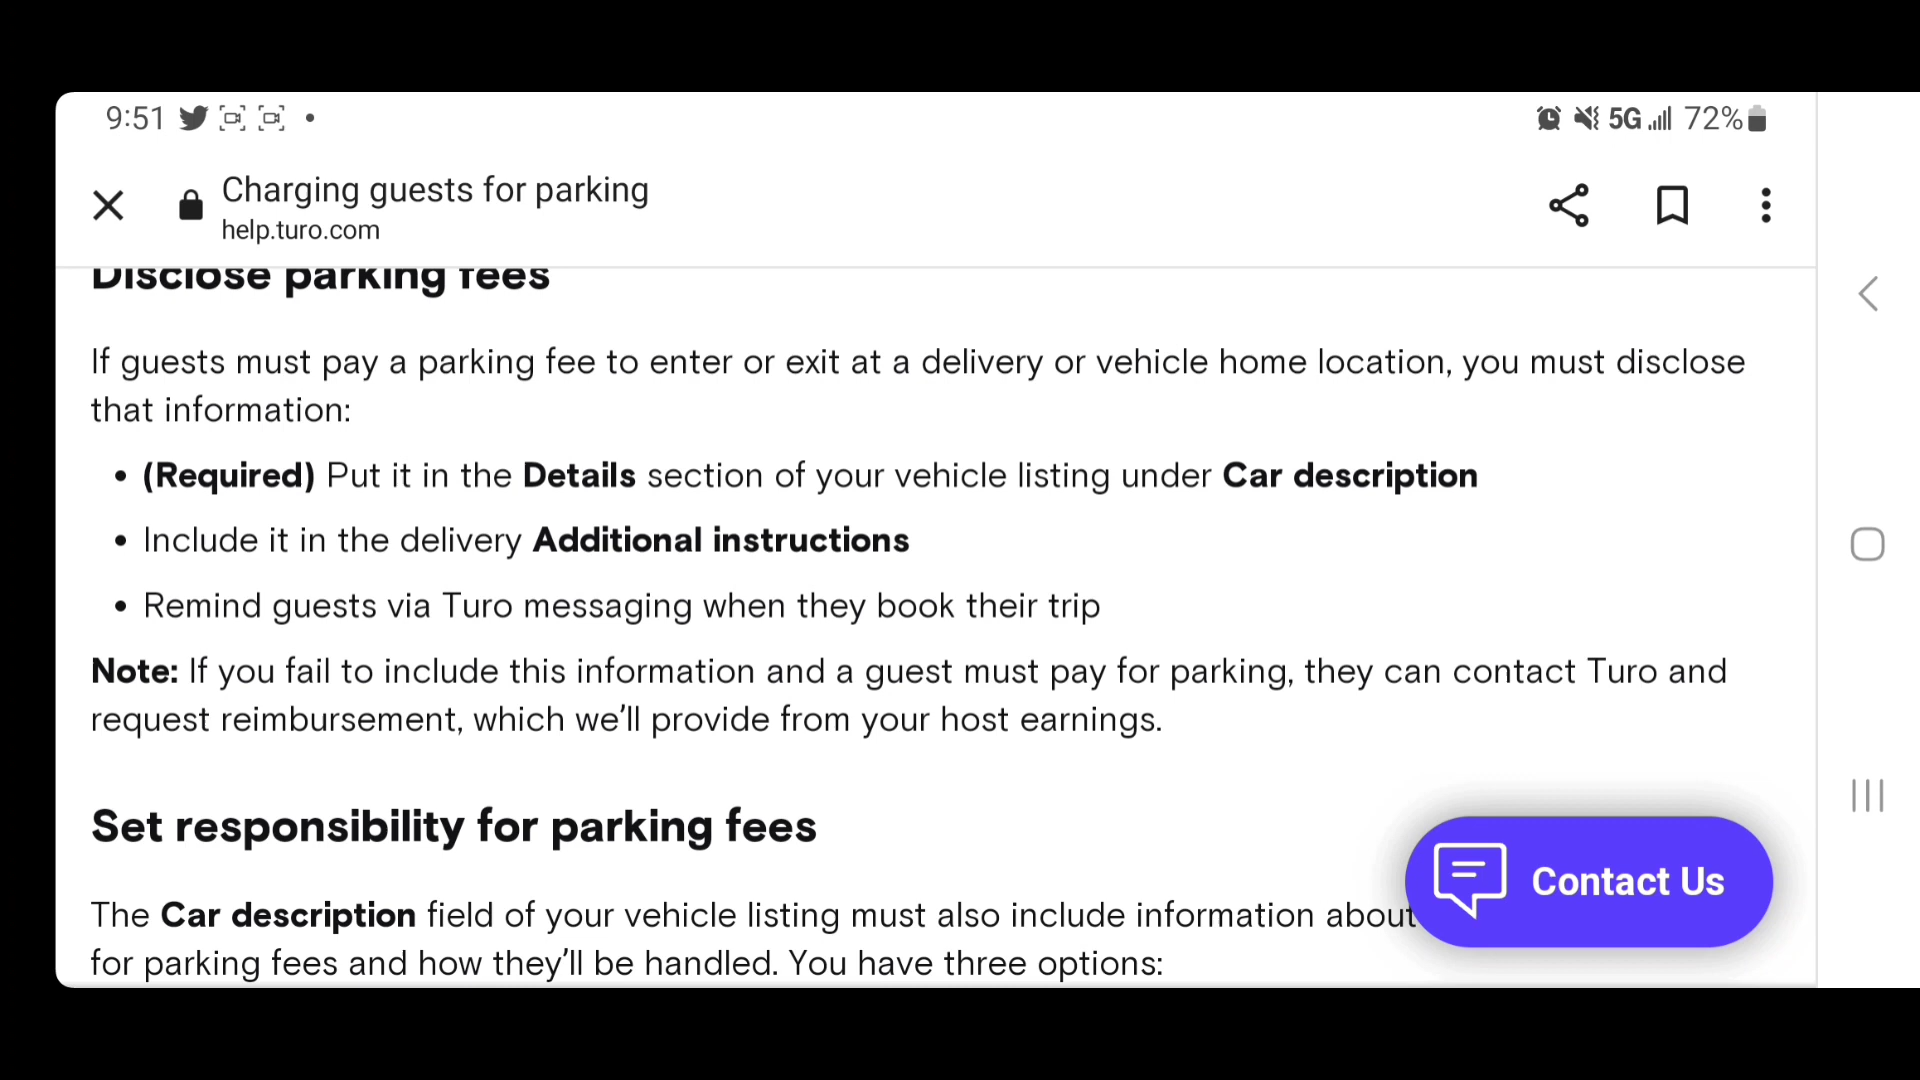 9:51
5G 72%
Charging guests for parking
help.turo.com
Disclose parking fees
If guests must pay a parking fee to enter or exit at a delivery or vehicle home location, you must disclose
that information:
• (Required) Put it in the Details section of your vehicle listing under Car description
• Include it in the delivery Additional instructions
• Remind guests via Turo messaging when they book their trip
Note: If you fail to include this information and a guest must pay for parking, they can contact Turo and
request reimbursement, which we'll provide from your host earnings.
Set responsibility for parking fees
The Car description field of your vehicle listing must also include information about
for parking fees and how they'll be handled. You have three options:
Contact Us